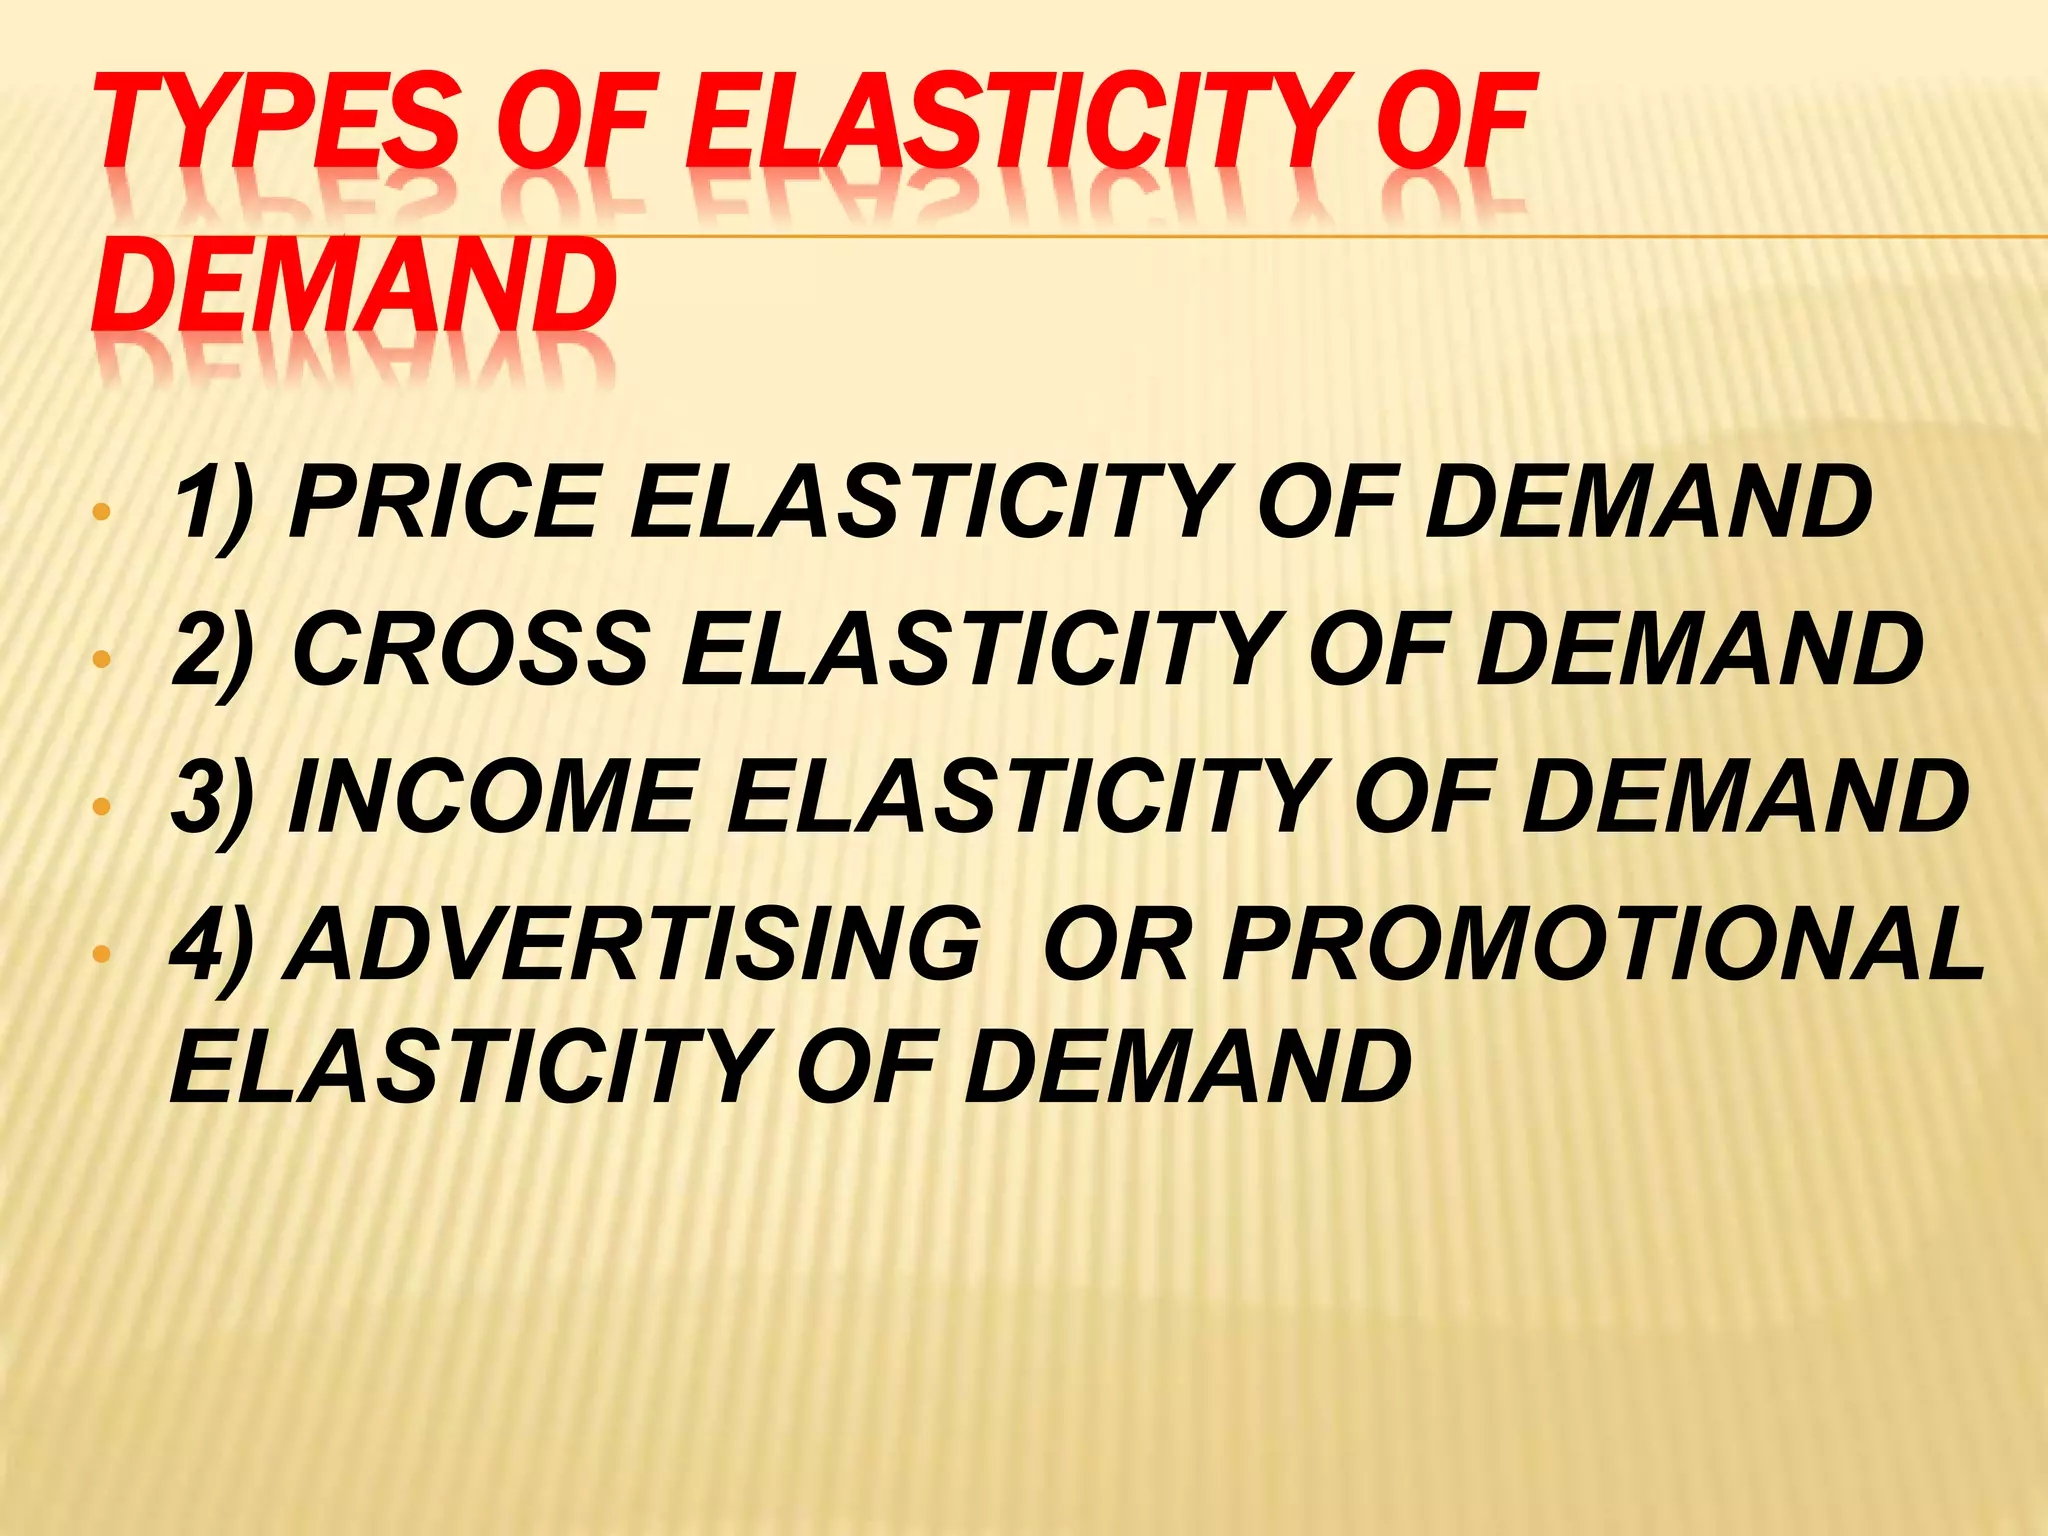 TYPES OF ELASTICITY OF
DEMAND
• 1) PRICE ELASTICITY OF DEMAND
• 2) CROSS ELASTICITY OF DEMAND
• 3) INCOME ELASTICITY OF DEMAND
• 4) ADVERTISING  OR PROMOTIONAL
ELASTICITY OF DEMAND